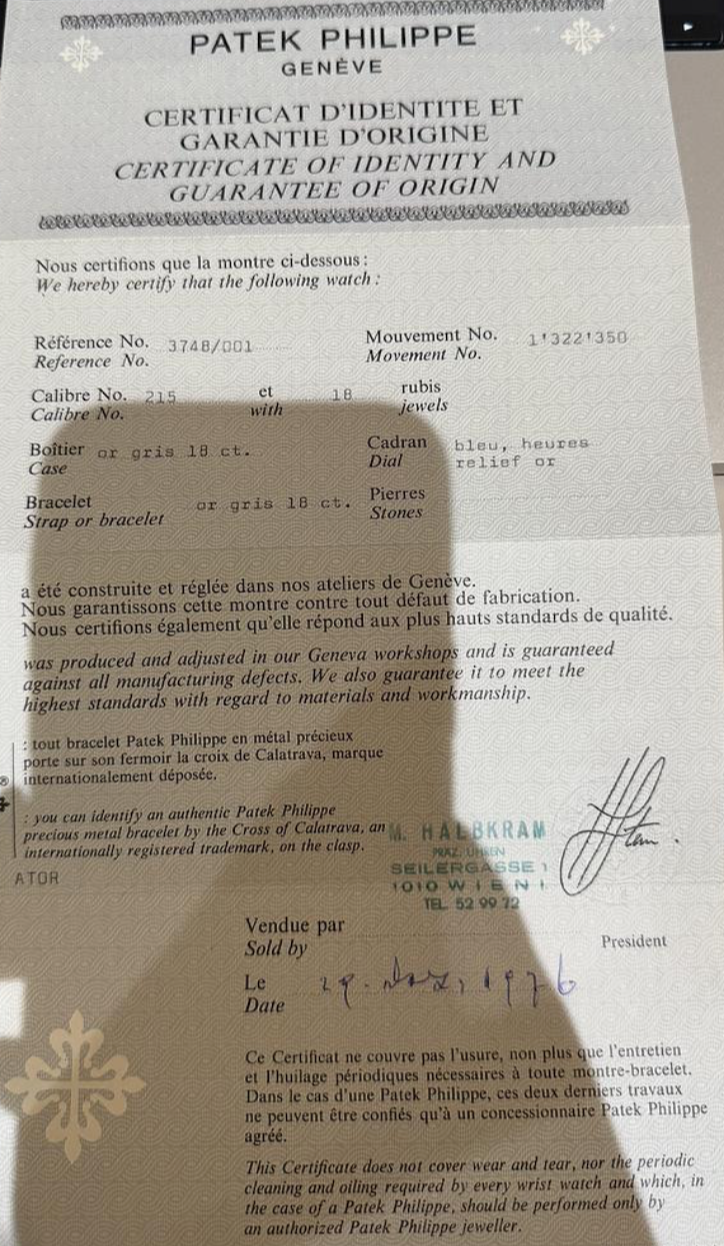 PATEK PHILIPPE
GENÈVE
CERTIFICAT D'IDENTITE ET
GARANTIE D'ORIGINE
CERTIFICATE OF IDENTITY AND
GUARANTEE OF ORIGIN
Nous certifions que la montre ci-dessous :
We hereby certify that the following watch :
Référence No. 3748/001 Mouvement No. 1'322'350
Reference No. Movement No.
Calibre No. 215 et 18 rubis
Calibre No. with jewels
Boîtier or gris 18 ct. Cadran bleu, heures
Case Dial relief or
Bracelet or gris 18 ct. Pierres
Strap or bracelet Stones
a été construite et réglée dans nos ateliers de Genève.
Nous garantissons cette montre contre tout défaut de fabrication.
Nous certifions également qu'elle répond aux plus hauts standards de qualité.
was produced and adjusted in our Geneva workshops and is guaranteed
against all manufacturing defects. We also guarantee it to meet the
highest standards with regard to materials and workmanship.
: tout bracelet Patek Philippe en métal précieux
porte sur son fermoir la croix de Calatrava, marque
internationalement déposée.
®
: you can identify an authentic Patek Philippe
precious metal bracelet by the Cross of Calatrava, an
internationally registered trademark, on the clasp.
ATOR
M. HALBKRAM
PRÄZ. UHREN
SEILERGASSE 1
1010 WIEN I
TEL. 52 99 72
Vendue par
Sold by
President
Le 29. 1976
Date
Ce Certificat ne couvre pas l'usure, non plus que l'entretien
et l'huilage périodiques nécessaires à toute montre-bracelet.
Dans le cas d'une Patek Philippe, ces deux derniers travaux
ne peuvent être confiés qu'à un concessionnaire Patek Philippe
agréé.
This Certificate does not cover wear and tear, nor the periodic
cleaning and oiling required by every wrist watch and which, in
the case of a Patek Philippe, should be performed only by
an authorized Patek Philippe jeweller.